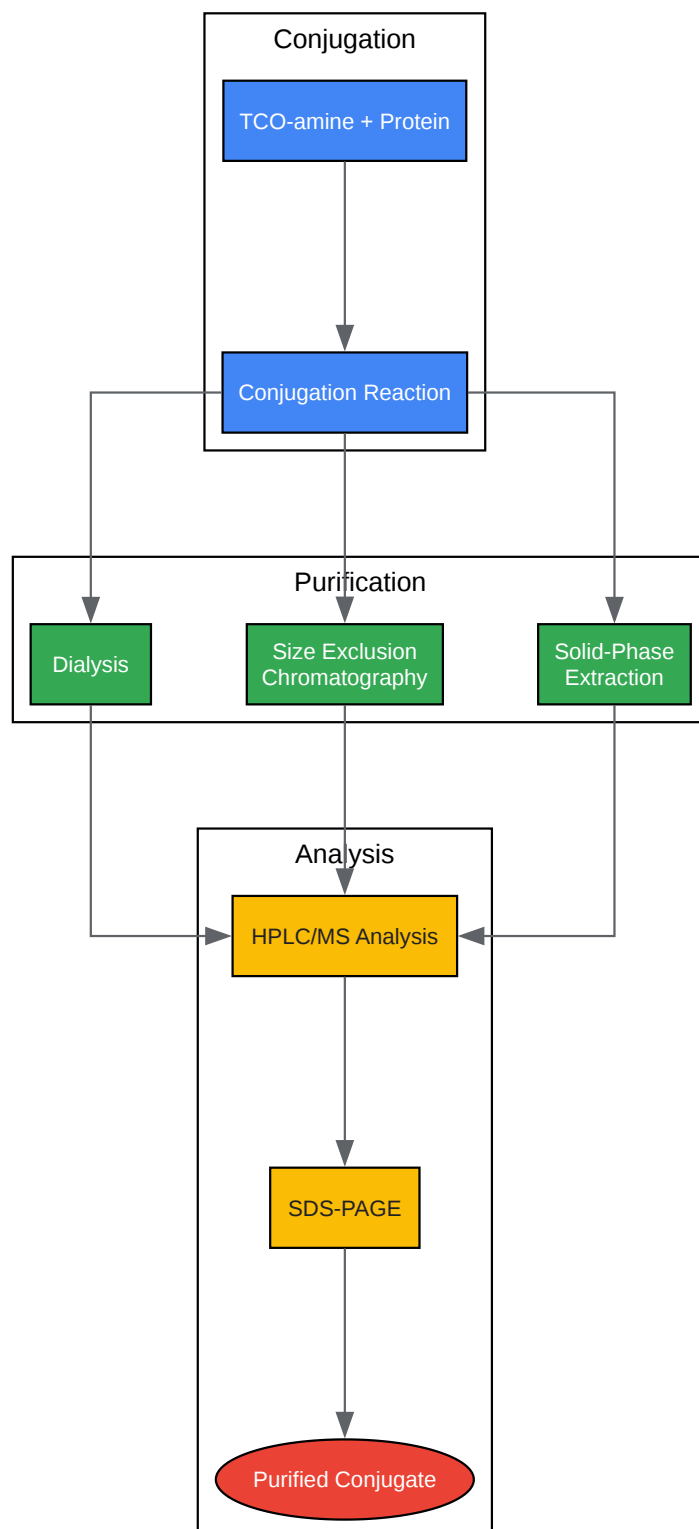 Conjugation
TCO-amine + Protein
Conjugation Reaction
Purification
Dialysis
Size Exclusion
Chromatography
Solid-Phase
Extraction
Analysis
HPLC/MS Analysis
SDS-PAGE
Purified Conjugate